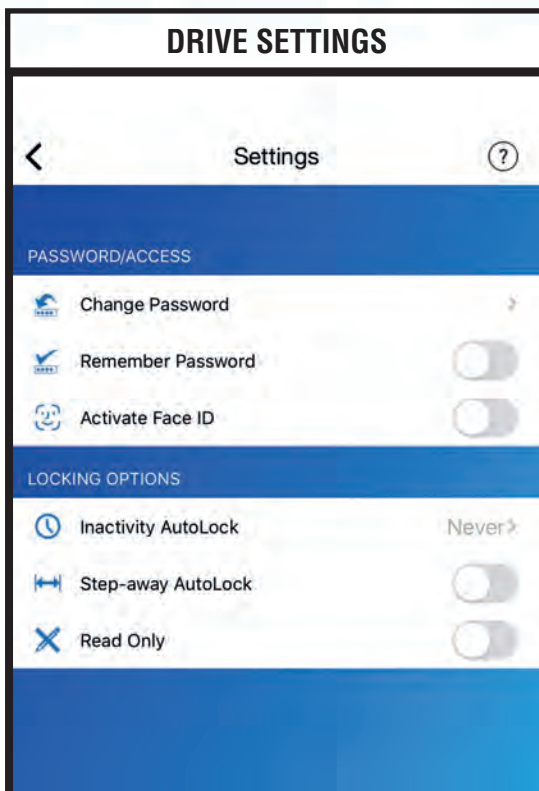 DRIVE SETTINGS
Settings
?
PASSWORD/ACCESS
Change Password
Remember Password
Activate Face ID
LOCKING OPTIONS
Inactivity AutoLock Never
Step-away AutoLock
Read Only